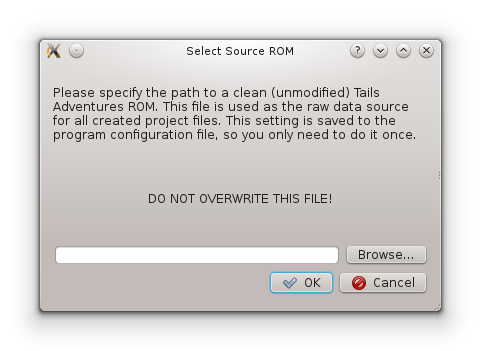 Select Source ROM
Please specify the path to a clean (unmodified) Tails
Adventures ROM. This file is used as the raw data source
for all created project files. This setting is saved to the
program configuration file, so you only need to do it once.
DO NOT OVERWRITE THIS FILE!
Browse...
OK Cancel